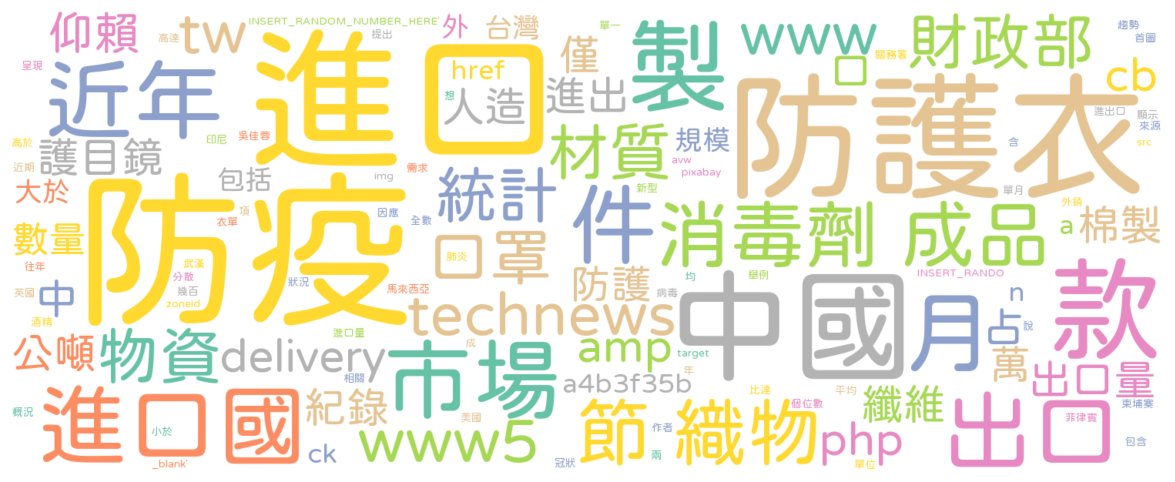 仰賴
高達
tw
INSERT_RANDOM_NUMBER_HERE'
提出
外
台灣
單一
www
財政部
趨勢
首圖
呈現
近年
進口
href
人造
想
僅
進出
製
口
關務署
cb
進出口
顯示
來源
src
高於
近期
護目鏡
印尼
吳佳蓉
包括
img
需求
材質
規模
avw
pixabay
新型
防護衣
含
單月
外銷
大於
項
衣單
因應
全數
統計
件
消毒劑
成品
a
棉製
數量
往年
英國
中
武漢
分散
幾百
zoneid
防疫
狀況
馬來西亞
口罩
肺炎
防護
病毒
均
舉例
INSERT_RANDO
中國
月
n
占
說
款
酒精
公噸
物資
進口量
technews
成
delivery
市場
amp
target
年
a4b3f35b
萬
出口量
概況
進口國
小於
_blank'
相關
紀錄
ck
美國
www5
冠狀
節
作者
兩
織物
比達
平均
個位數
php
單位
纖維
出口
菲律賓
柬埔寨
包含